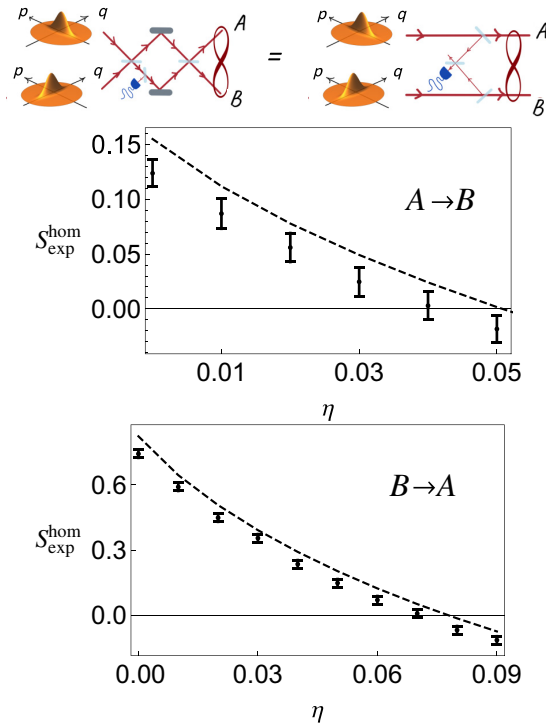 p q A = p q A
p q B p q B
0.15
A→B
0.10
S_exp^hom
0.05
0.00
0.01 0.03 0.05
η
B→A
0.6
S_exp^hom
0.3
0.0
0.00 0.03 0.06 0.09
η